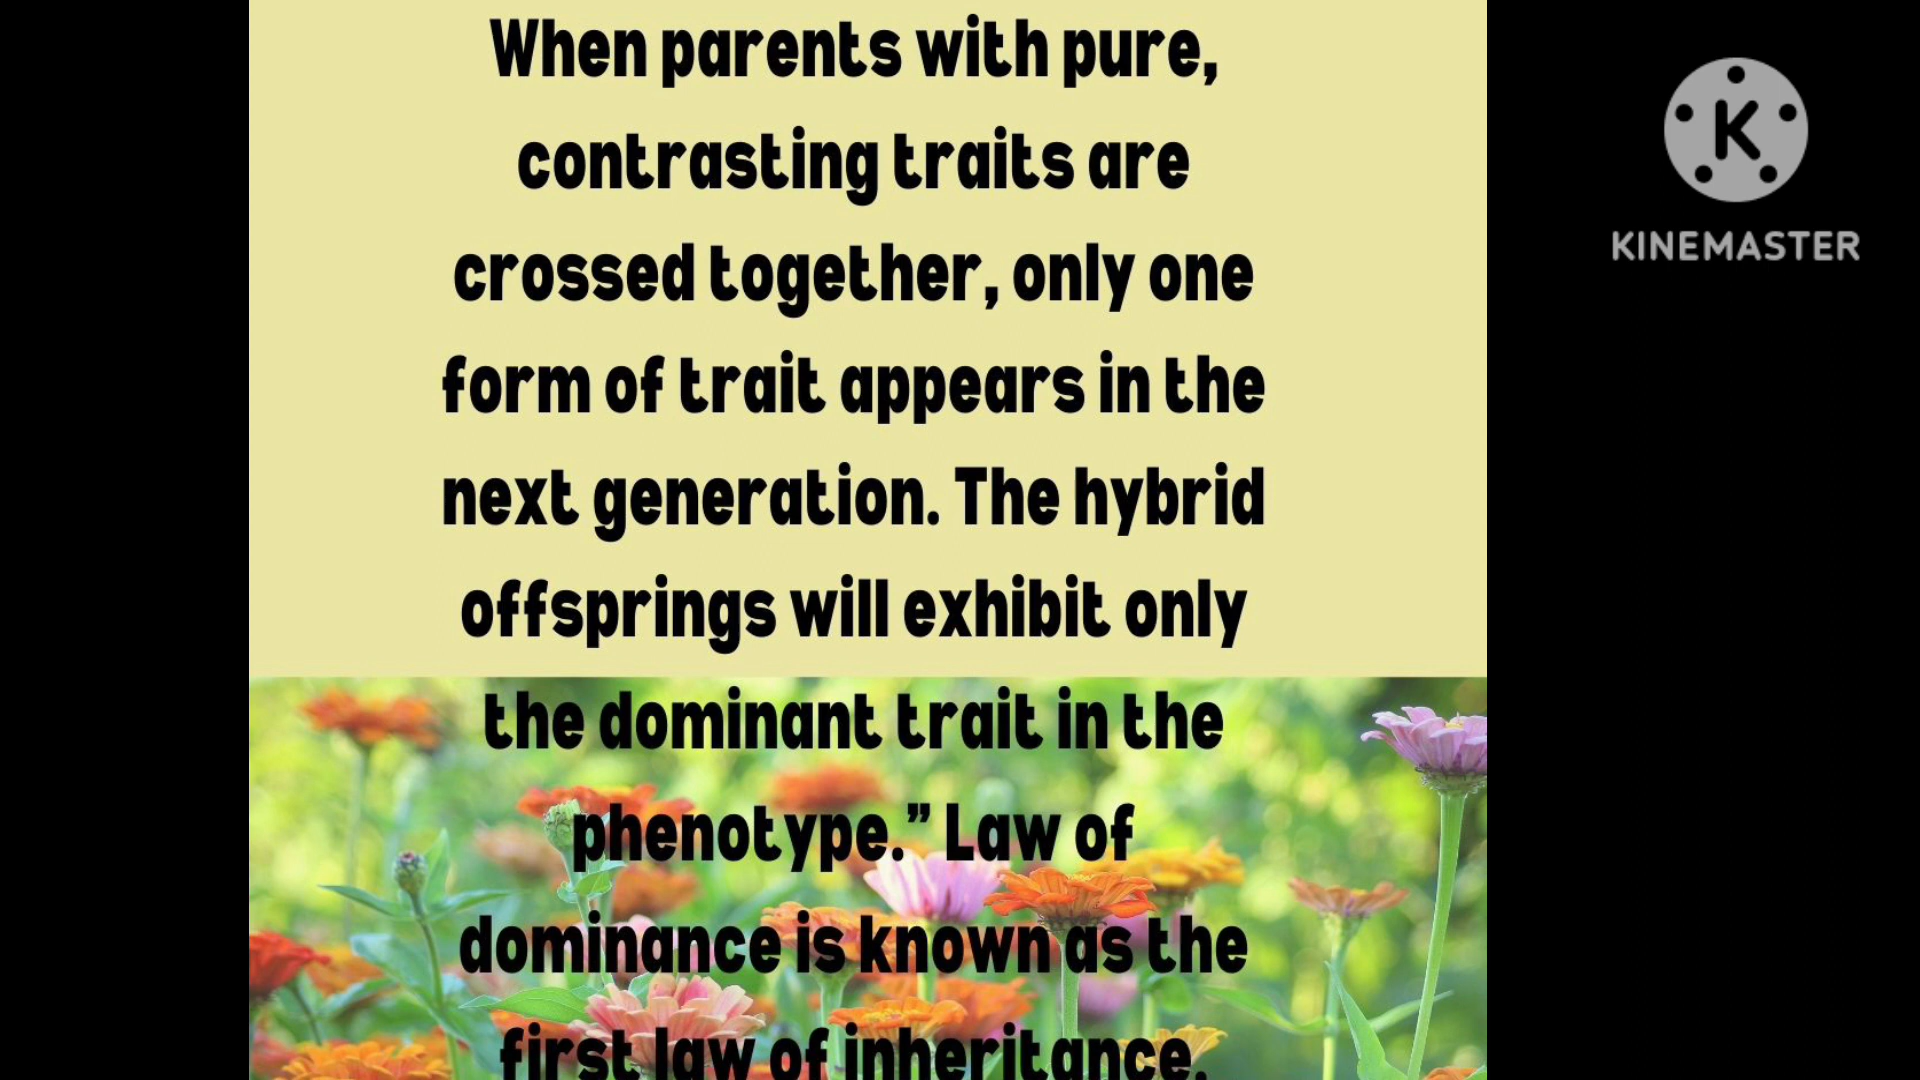 When parents with pure,
contrasting traits are
crossed together, only one
form of trait appears in the
next generation. The hybrid
offsprings will exhibit only
the dominant trait in the
phenotype.” Law of
dominance is known as the
first law of inheritance.
K
KINEMASTER